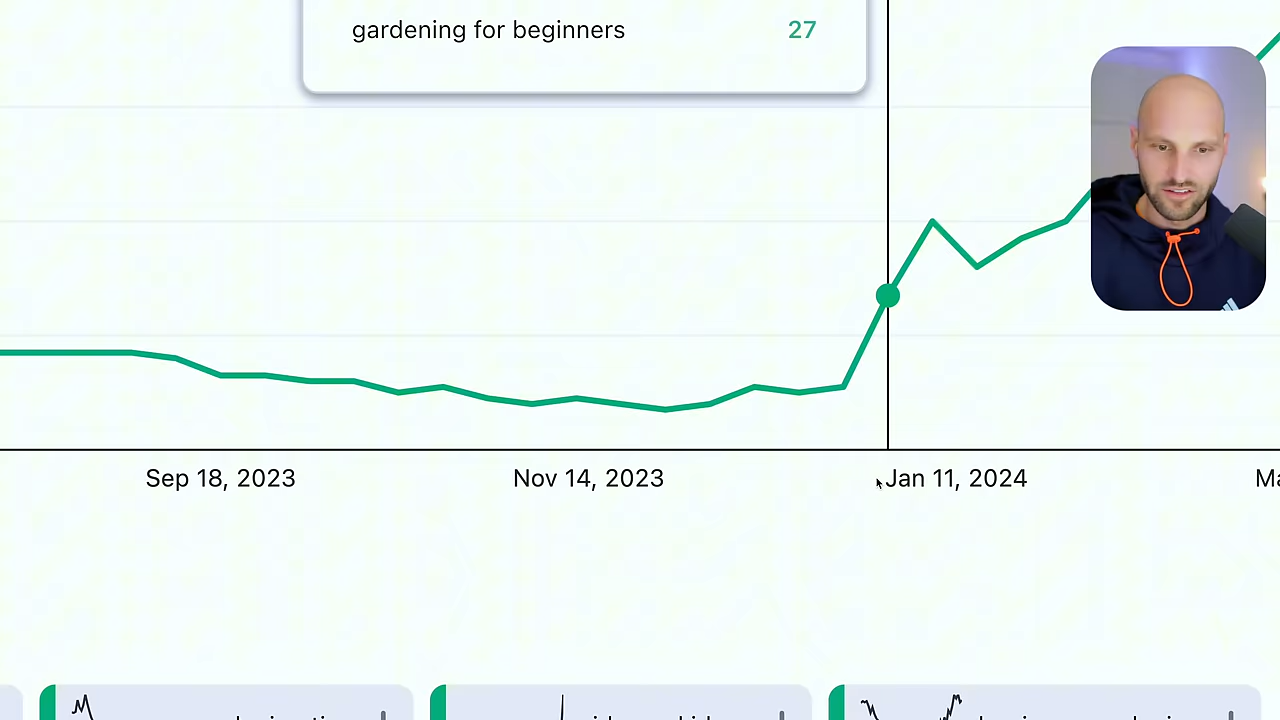 gardening for beginners 27
Sep 18, 2023 Nov 14, 2023 Jan 11, 2024